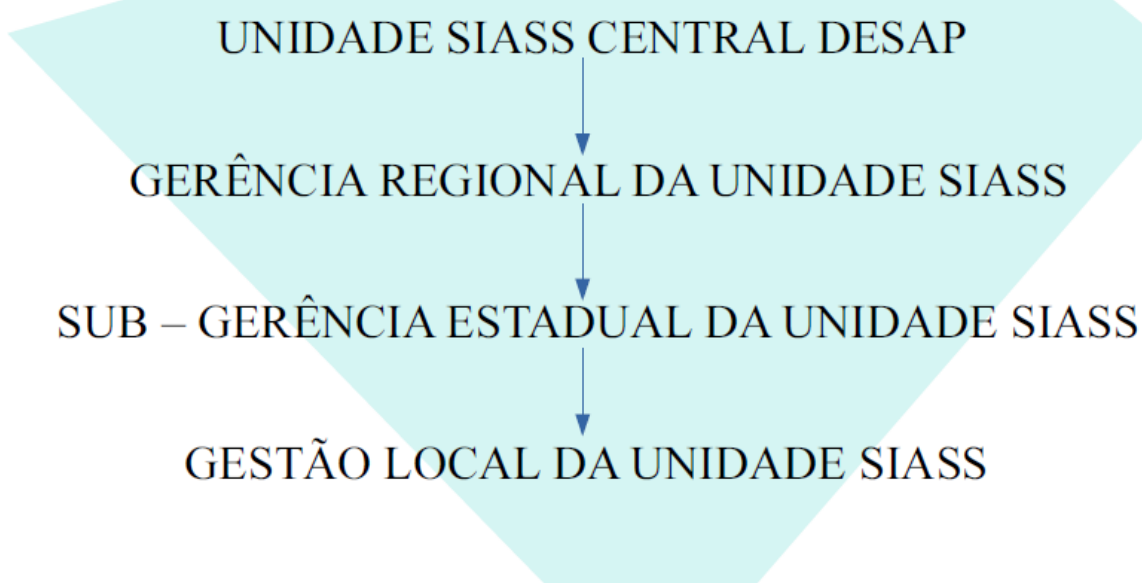 UNIDADE SIASS CENTRAL DESAP
GERÊNCIA REGIONAL DA UNIDADE SIASS
SUB – GERÊNCIA ESTADUAL DA UNIDADE SIASS
GESTÃO LOCAL DA UNIDADE SIASS